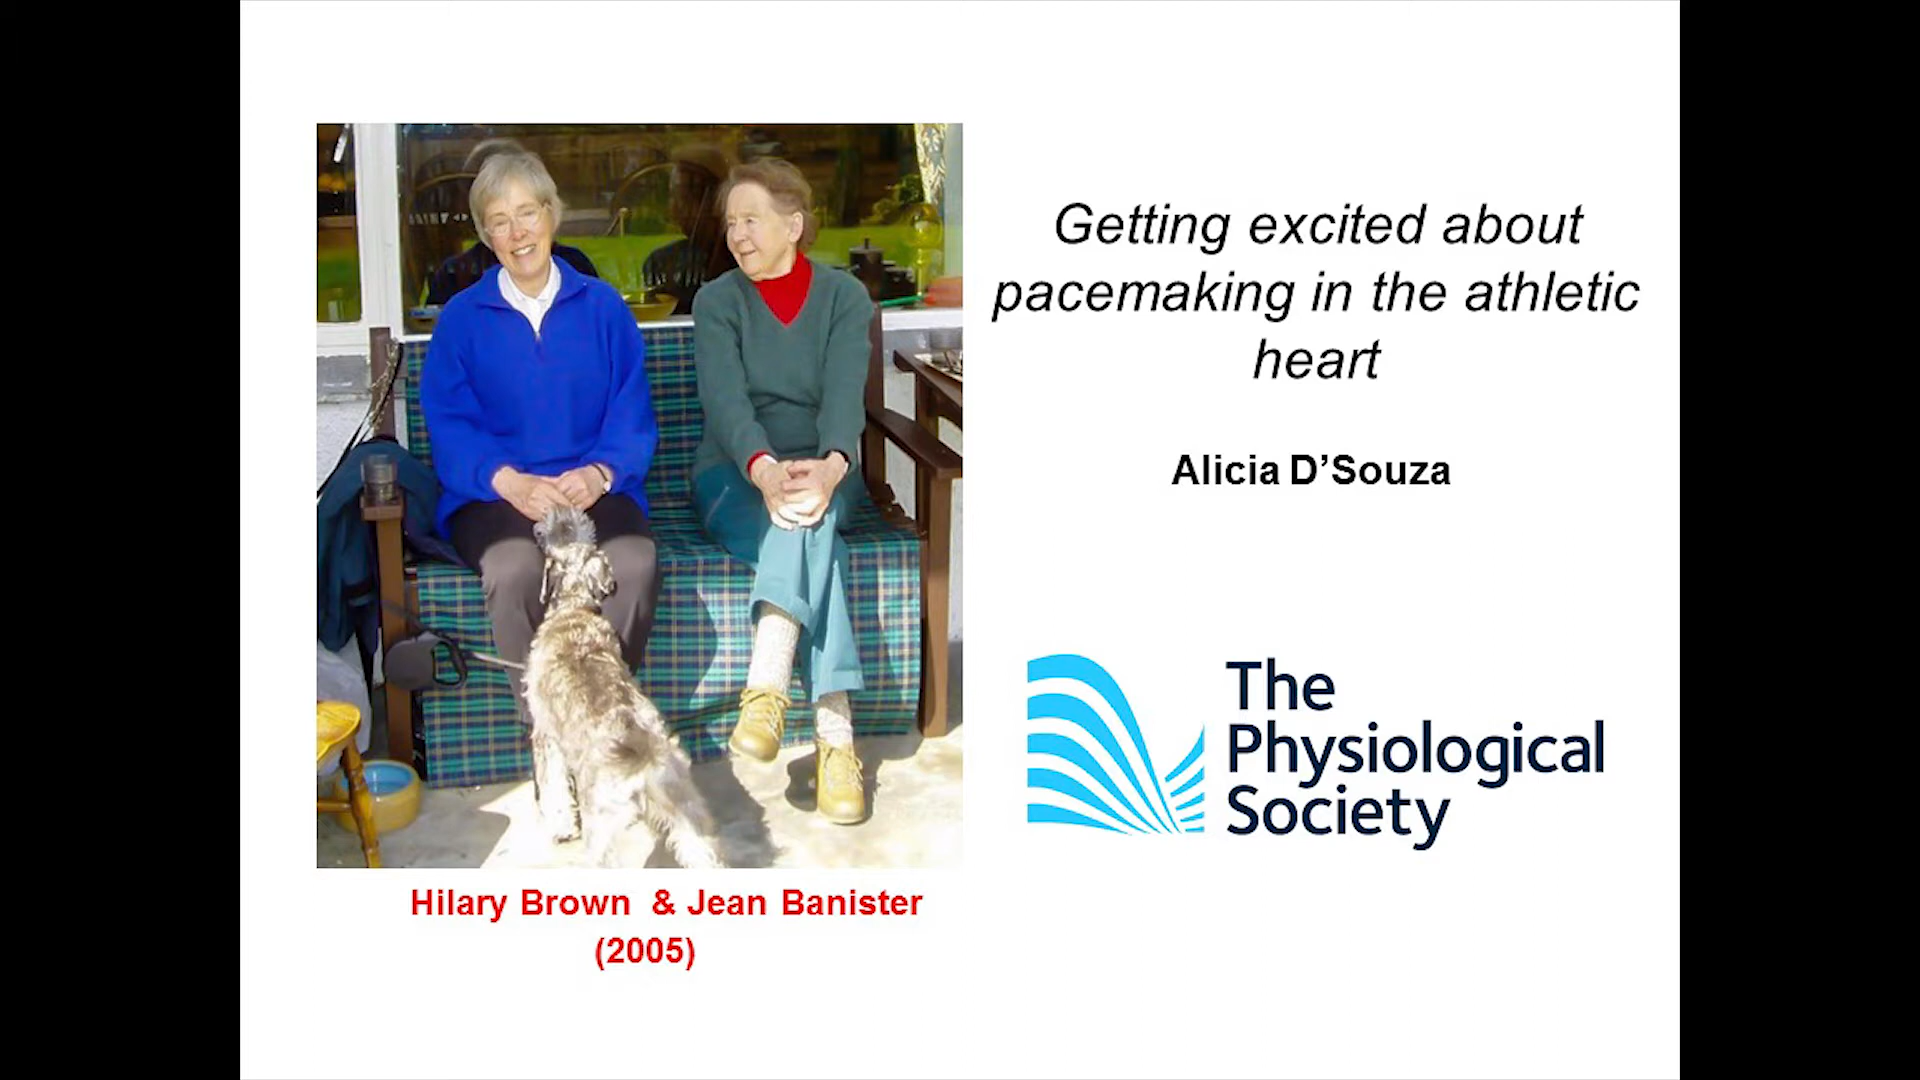 Getting excited about
pacemaking in the athletic
heart
Alicia D’Souza
The
Physiological
Society
Hilary Brown & Jean Banister
(2005)